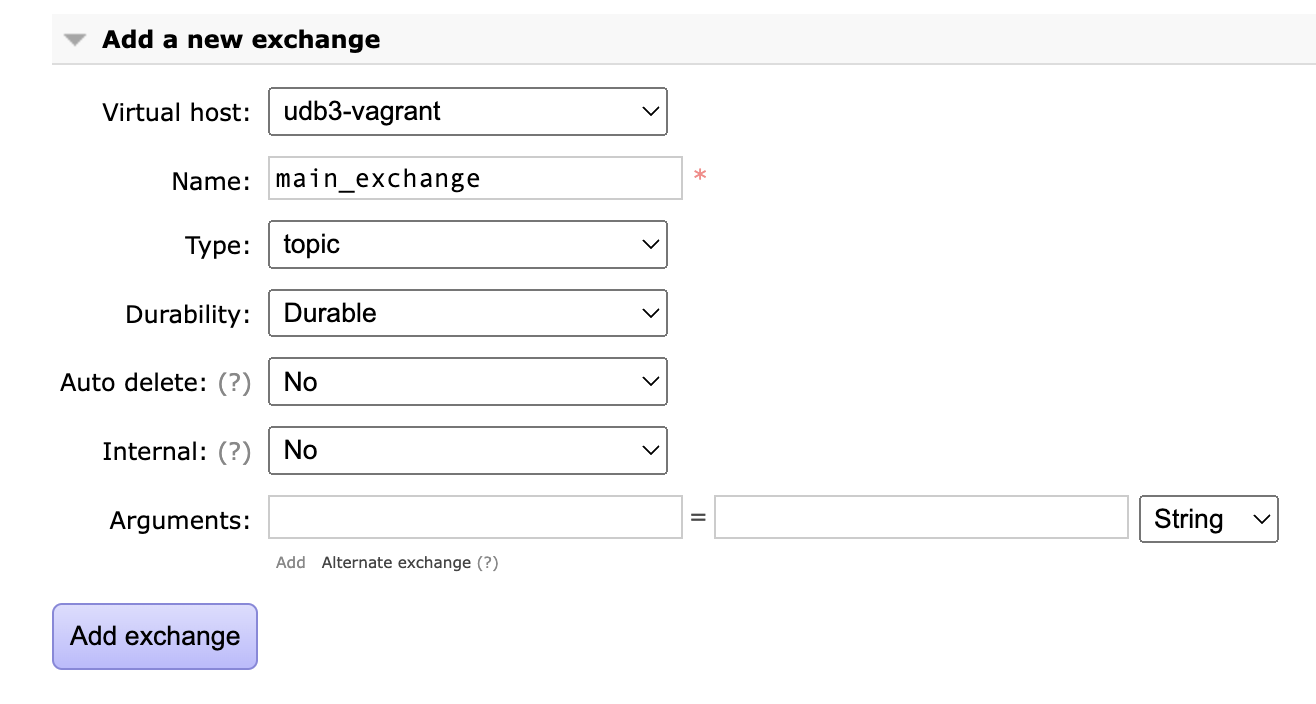 Add a new exchange
Virtual host: udb3-vagrant
Name: main_exchange *
Type: topic
Durability: Durable
Auto delete: (?) No
Internal: (?) No
Arguments: = String
Add Alternate exchange (?)
Add exchange